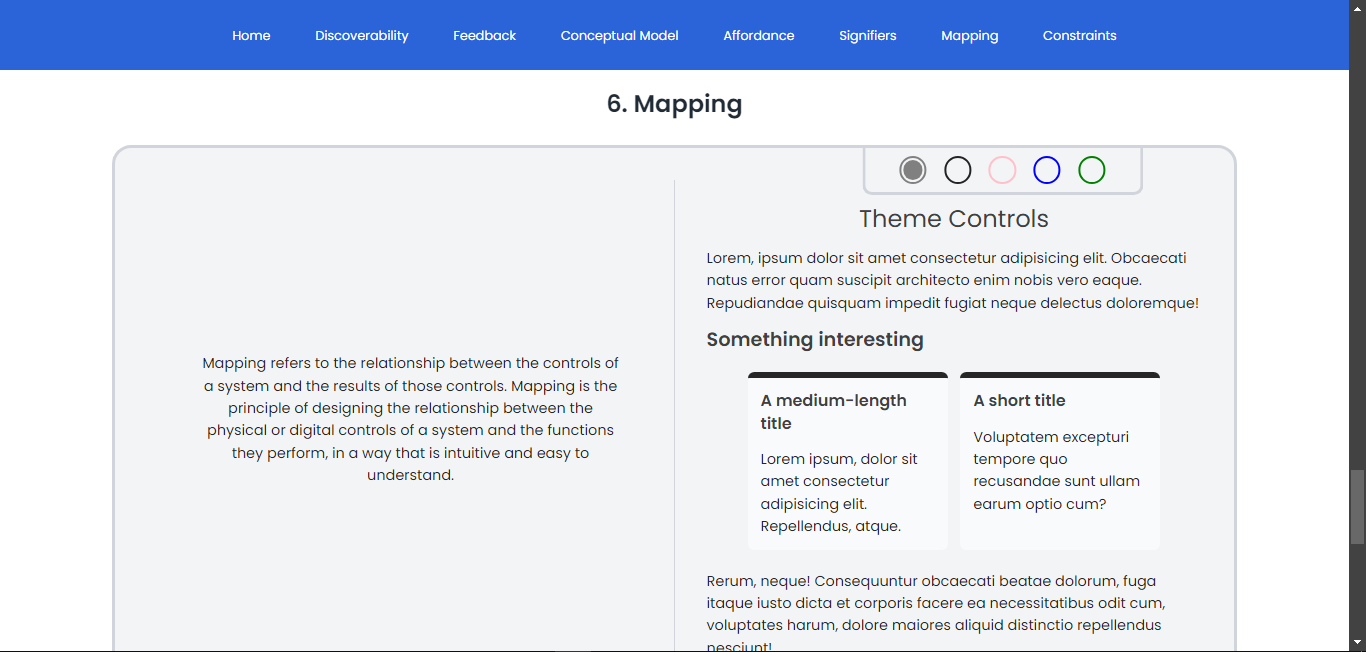 Home Discoverability Feedback Conceptual Model Affordance Signifiers Mapping Constraints
6. Mapping
Mapping refers to the relationship between the controls of
a system and the results of those controls. Mapping is the
principle of designing the relationship between the
physical or digital controls of a system and the functions
they perform, in a way that is intuitive and easy to
understand.
Theme Controls
Lorem, ipsum dolor sit amet consectetur adipisicing elit. Obcaecati
natus error quam suscipit architecto enim nobis vero eaque.
Repudiandae quisquam impedit fugiat neque delectus doloremque!
Something interesting
A medium-length
title
Lorem ipsum, dolor sit
amet consectetur
adipisicing elit.
Repellendus, atque.
A short title
Voluptatem excepturi
tempore quo
recusandae sunt ullam
earum optio cum?
Rerum, neque! Consequuntur obcaecati beatae dolorum, fuga
itaque iusto dicta et corporis facere ea necessitatibus odit cum,
voluptates harum, dolore maiores aliquid distinctio repellendus
nesciunt!